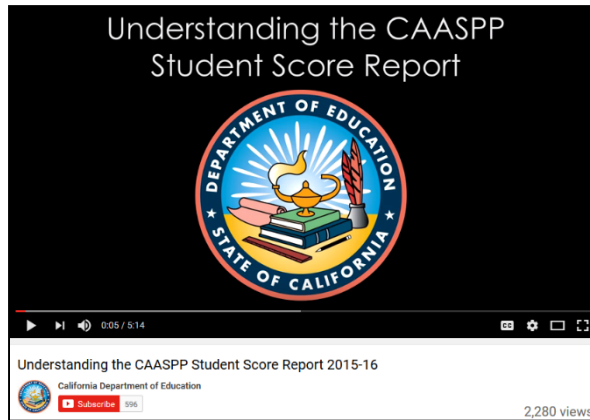 Understanding the CAASPP
Student Score Report
DEPARTMENT OF EDUCATION
STATE OF CALIFORNIA
0:05 / 5:14
CC
Understanding the CAASPP Student Score Report 2015-16
California Department of Education
Subscribe 596
2,280 views